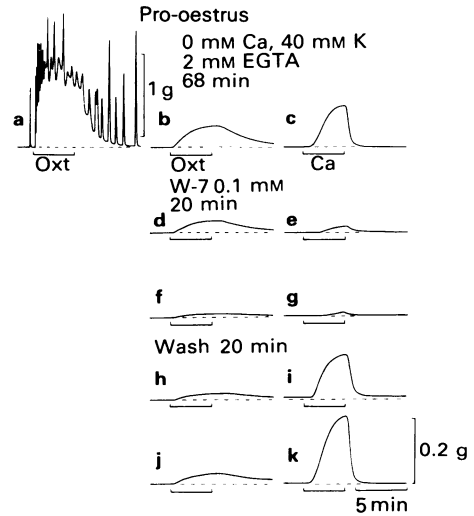 Pro-oestrus
0 mM Ca, 40 mM K
2 mM EGTA
68 min
1 g
a
b
c
Oxt
Oxt
Ca
W-7 0.1 mM
20 min
d
e
f
g
Wash 20 min
h
i
j
k
0.2 g
5 min